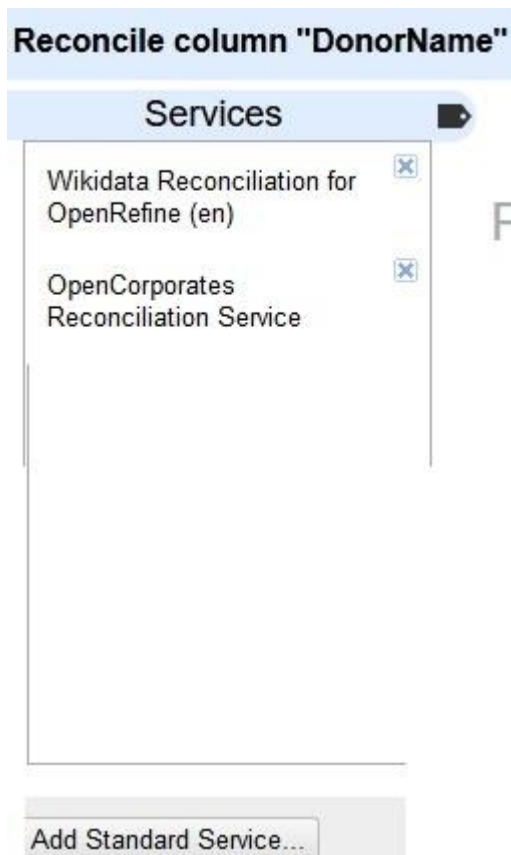 Reconcile column "DonorName"
Services
Wikidata Reconciliation for
OpenRefine (en)
OpenCorporates
Reconciliation Service
Add Standard Service...